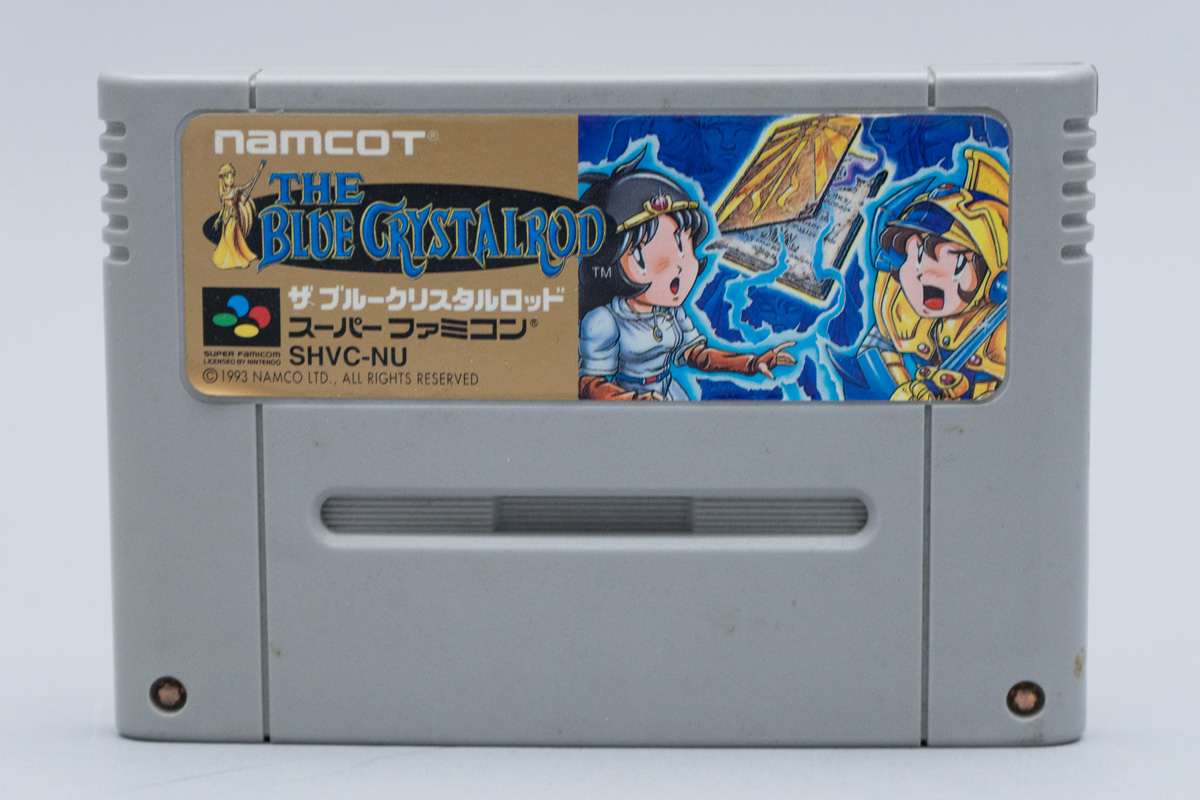 namcoT®
THE
BLUE CRYSTALROD
TM
ザ ブルークリスタルロッド
スーパー ファミコン®
SUPER FAMICOM
LICENSED BY NINTENDO
SHVC-NU
©1993 NAMCO LTD., ALL RIGHTS RESERVED